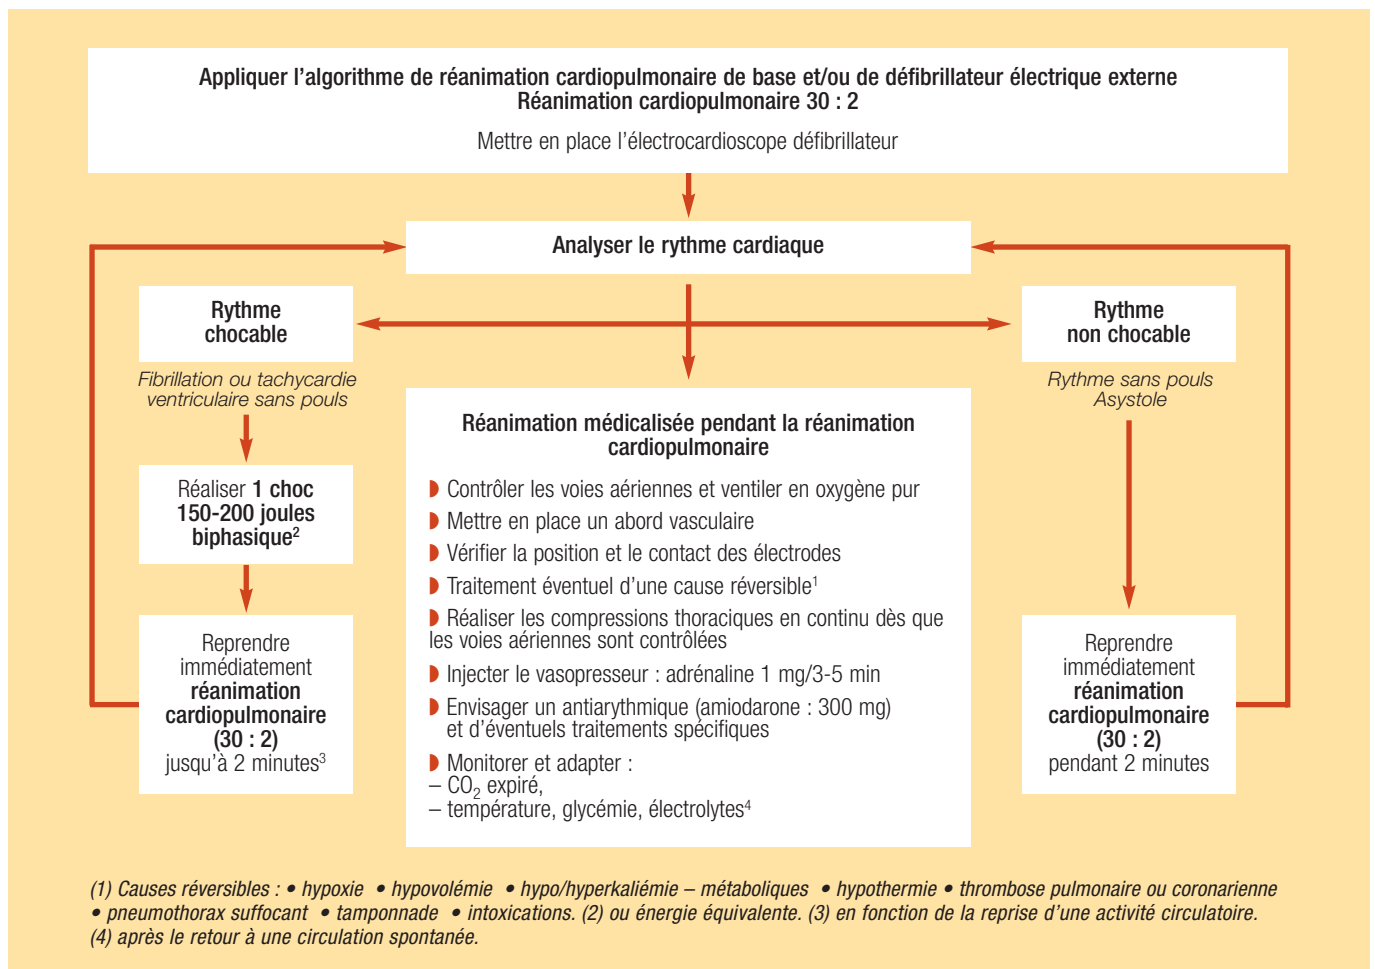 Appliquer l’algorithme de réanimation cardiopulmonaire de base et/ou de défibrillateur électrique externe
Réanimation cardiopulmonaire 30 : 2
Mettre en place l’électrocardioscope défibrillateur
Analyser le rythme cardiaque
Rythme
chocable
Fibrillation ou tachycardie
ventriculaire sans pouls
Réaliser 1 choc
150-200 joules
biphasique²
Reprendre
immédiatement
réanimation
cardiopulmonaire
(30 : 2)
jusqu’à 2 minutes³
Réanimation médicalisée pendant la réanimation
cardiopulmonaire
◗ Contrôler les voies aériennes et ventiler en oxygène pur
◗ Mettre en place un abord vasculaire
◗ Vérifier la position et le contact des électrodes
◗ Traitement éventuel d’une cause réversible¹
◗ Réaliser les compressions thoraciques en continu dès que
les voies aériennes sont contrôlées
◗ Injecter le vasopresseur : adrénaline 1 mg/3-5 min
◗ Envisager un antiarythmique (amiodarone : 300 mg)
et d’éventuels traitements spécifiques
◗ Monitorer et adapter :
– CO₂ expiré,
– température, glycémie, électrolytes⁴
Rythme
non chocable
Rythme sans pouls
Asystole
Reprendre
immédiatement
réanimation
cardiopulmonaire
(30 : 2)
pendant 2 minutes
(1) Causes réversibles : • hypoxie • hypovolémie • hypo/hyperkaliémie – métaboliques • hypothermie • thrombose pulmonaire ou coronarienne
• pneumothorax suffocant • tamponnade • intoxications. (2) ou énergie équivalente. (3) en fonction de la reprise d’une activité circulatoire.
(4) après le retour à une circulation spontanée.